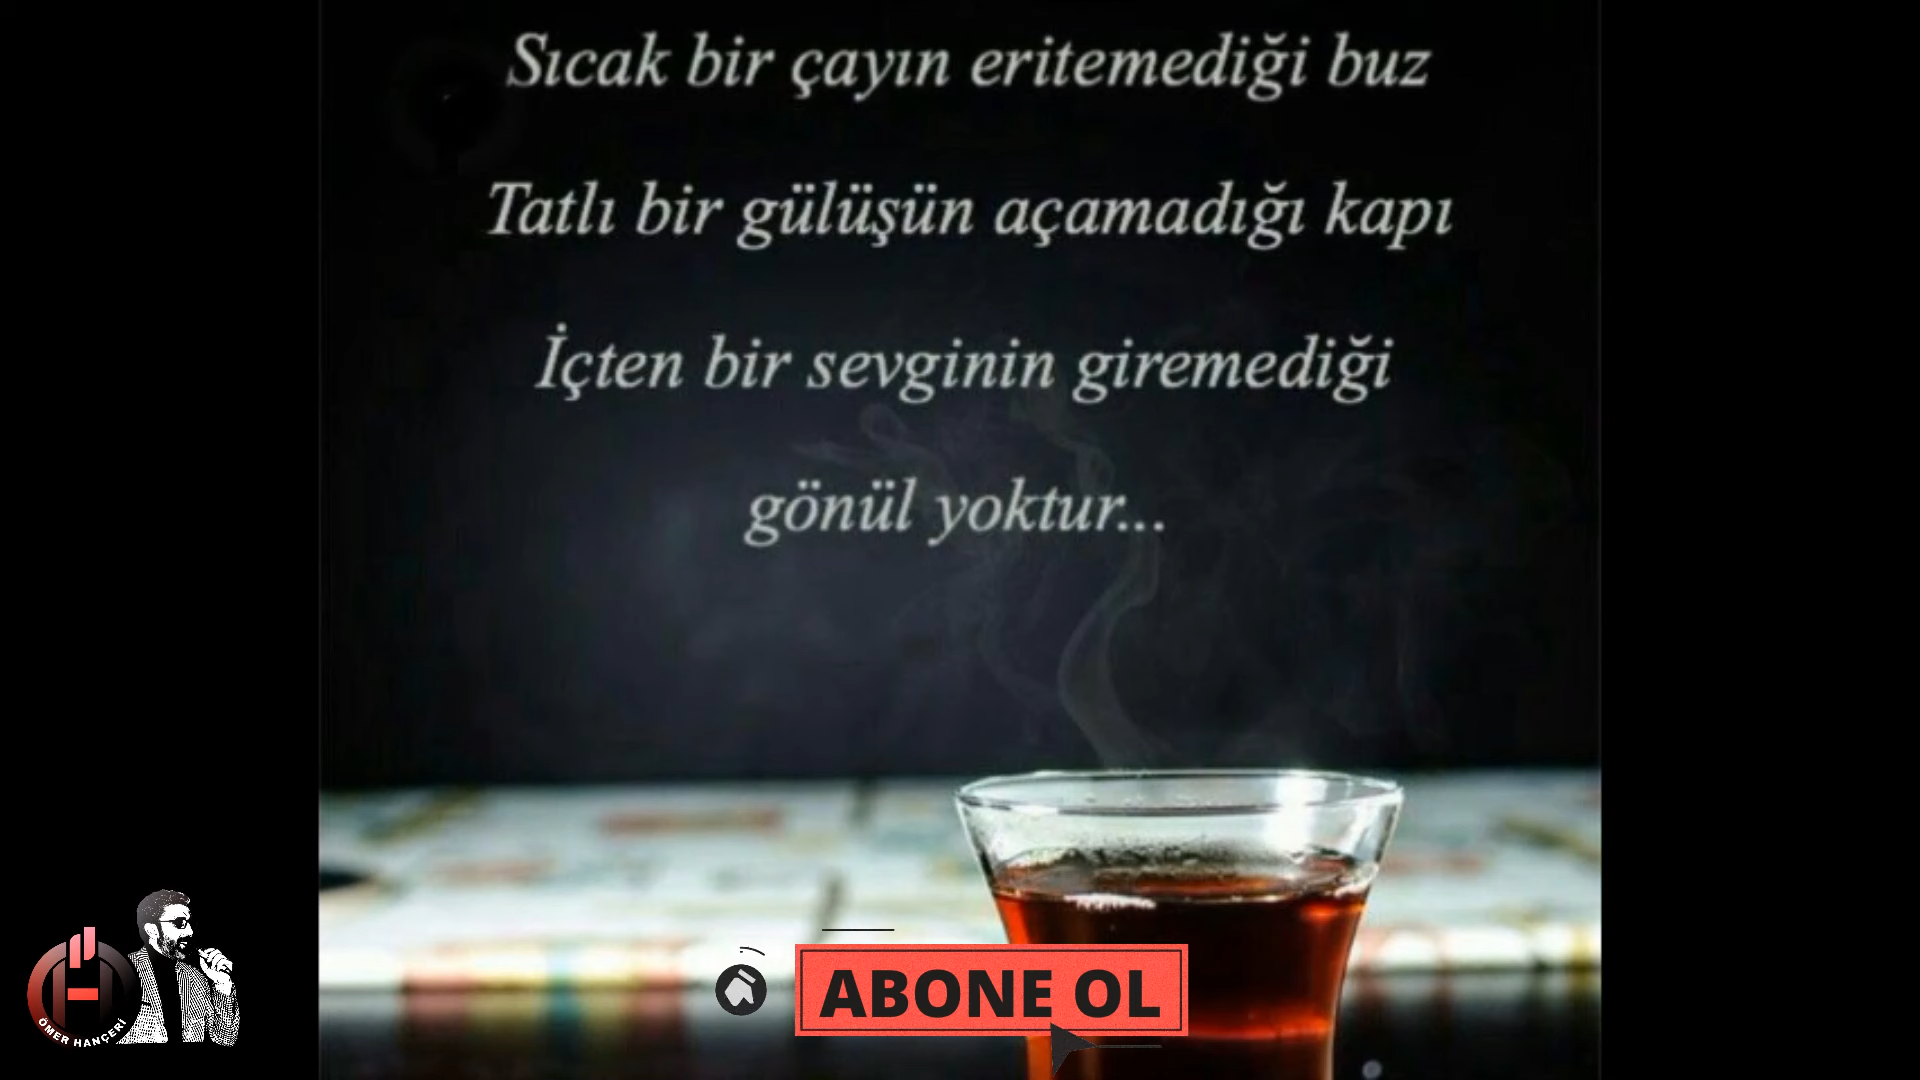 Sıcak bir çayın eritemediği buz
Tatlı bir gülüşün açamadığı kapı
İçten bir sevginin giremediği
gönül yoktur...
ABONE OL
ÖMER HANÇERİ